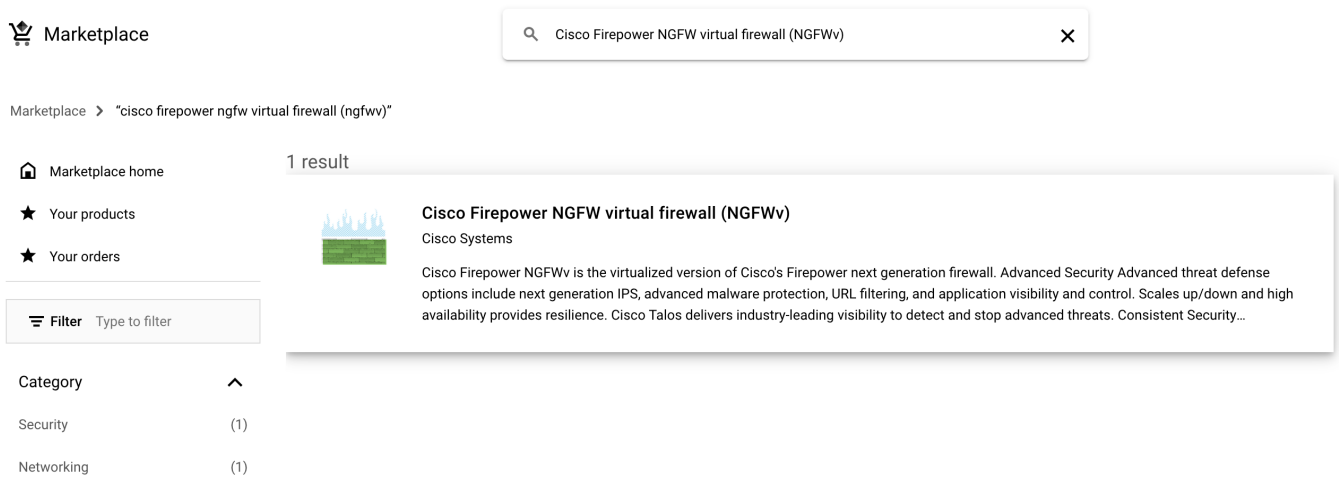 Marketplace
Cisco Firepower NGFW virtual firewall (NGFWv)
Marketplace
“cisco firepower ngfw virtual firewall (ngfwv)”
Marketplace home
Your products
Your orders
Filter Type to filter
Category
Security (1)
Networking (1)
1 result
Cisco Firepower NGFW virtual firewall (NGFWv)
Cisco Systems
Cisco Firepower NGFWv is the virtualized version of Cisco's Firepower next generation firewall. Advanced Security Advanced threat defense
options include next generation IPS, advanced malware protection, URL filtering, and application visibility and control. Scales up/down and high
availability provides resilience. Cisco Talos delivers industry-leading visibility to detect and stop advanced threats. Consistent Security…